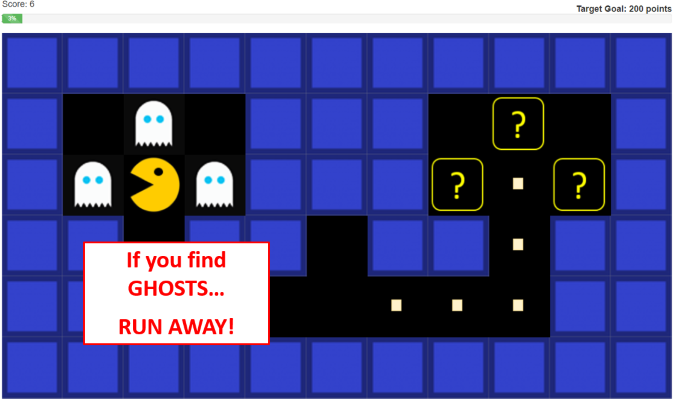 Score: 6
Target Goal: 200 points
3%
?
?
?
If you find
GHOSTS...
RUN AWAY!